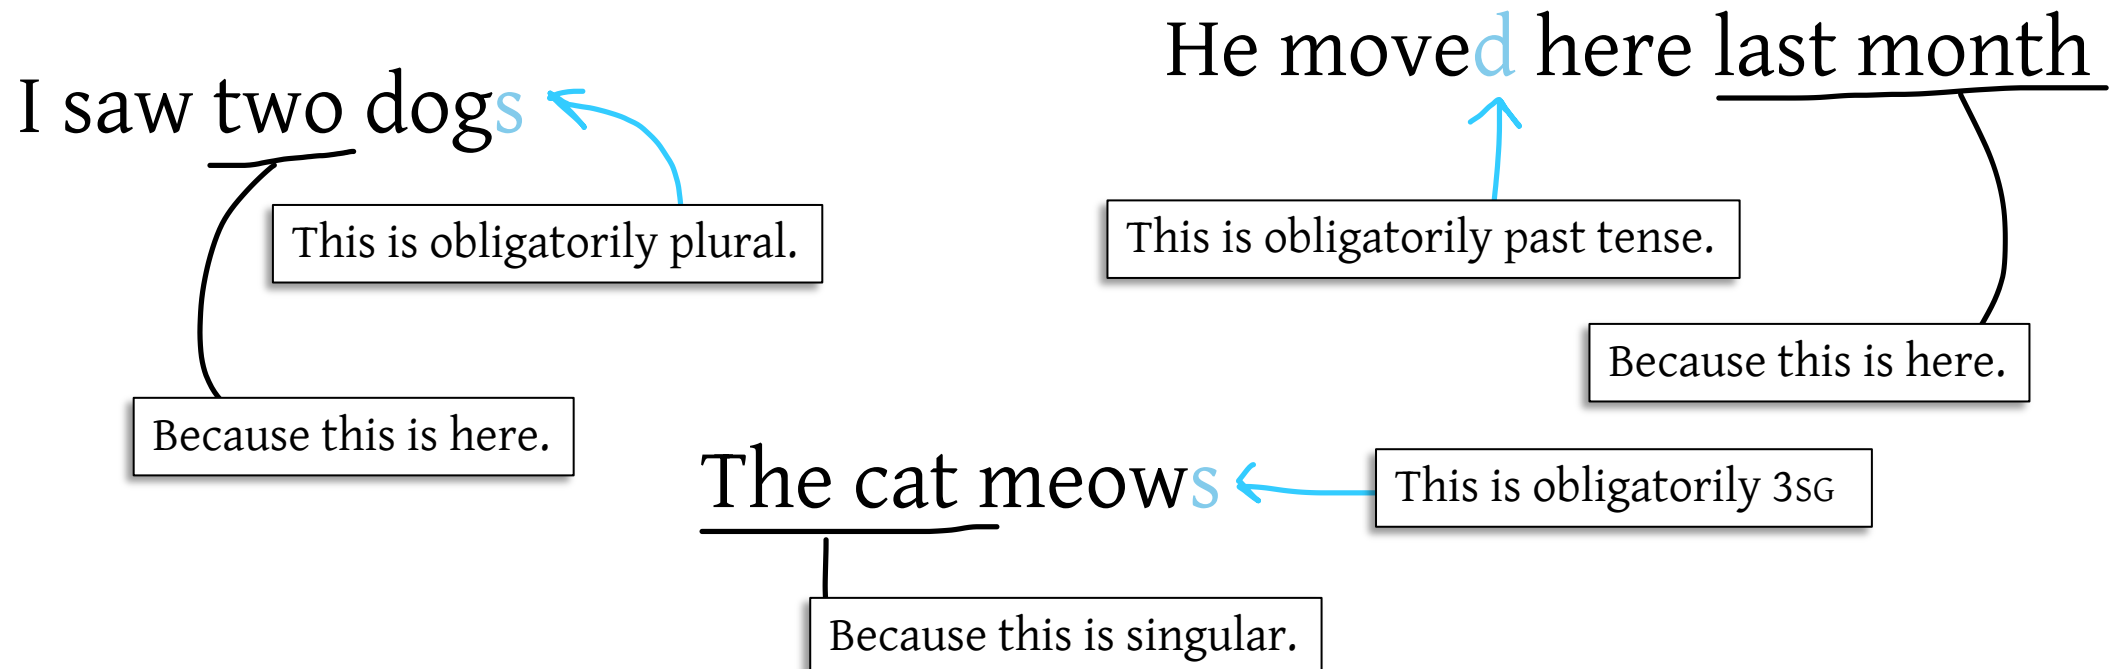 I saw two dogs
This is obligatorily plural.
Because this is here.
He moved here last month
This is obligatorily past tense.
Because this is here.
The cat meows
This is obligatorily 3SG
Because this is singular.